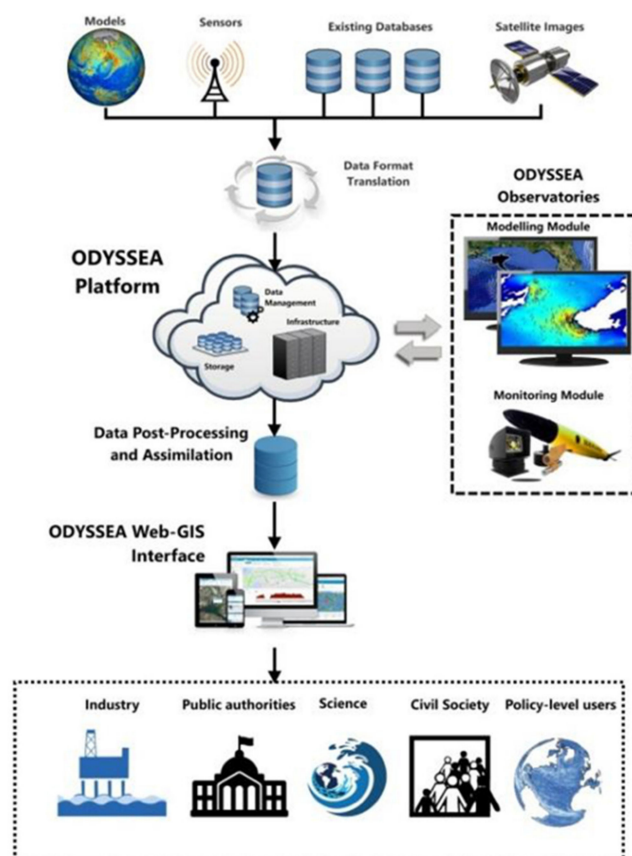 Models
Sensors
Existing Databases
Satellite Images
Data Format
Translation
ODYSSEA
Observatories
Modelling Module
ODYSSEA
Platform
Data
Management
Infrastructure
Storage
Monitoring Module
Data Post-Processing
and Assimilation
ODYSSEA Web-GIS
Interface
Industry
Public authorities
Science
Civil Society
Policy-level users